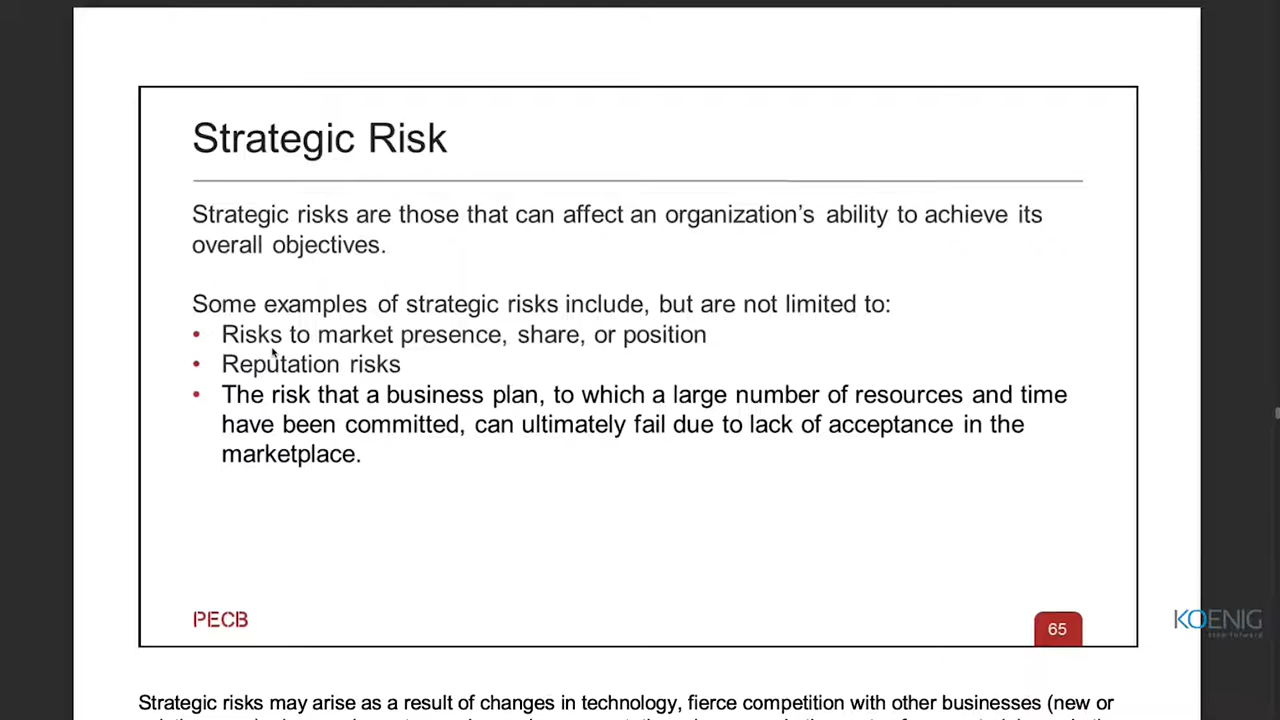 Strategic Risk
Strategic risks are those that can affect an organization's ability to achieve its
overall objectives.
Some examples of strategic risks include, but are not limited to:
• Risks to market presence, share, or position
• Reputation risks
• The risk that a business plan, to which a large number of resources and time
have been committed, can ultimately fail due to lack of acceptance in the
marketplace.
PECB
65
KOENIG
step forward
Strategic risks may arise as a result of changes in technology, fierce competition with other businesses (new or